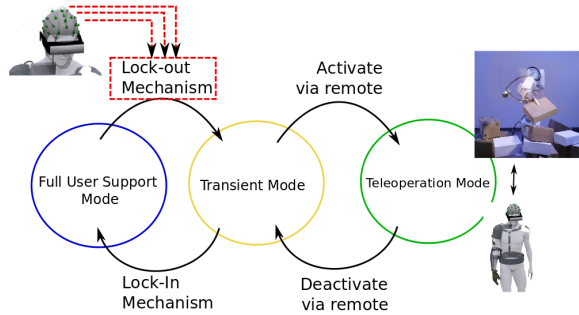 Lock-out
Mechanism
Activate
via remote
Full User Support
Mode
Transient Mode
Teleoperation Mode
Lock-In
Mechanism
Deactivate
via remote